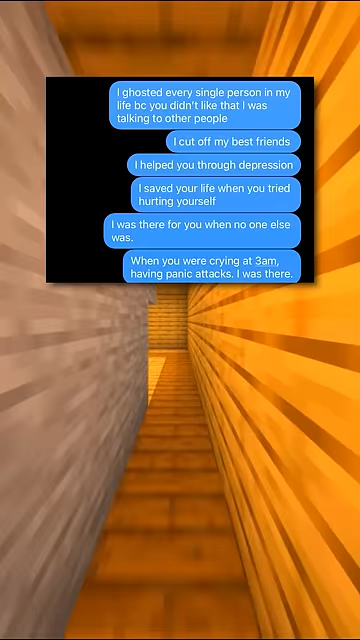 I ghosted every single person in my
life bc you didn't like that I was
talking to other people
I cut off my best friends
I helped you through depression
I saved your life when you tried
hurting yourself
I was there for you when no one else
was.
When you were crying at 3am,
having panic attacks. I was there.